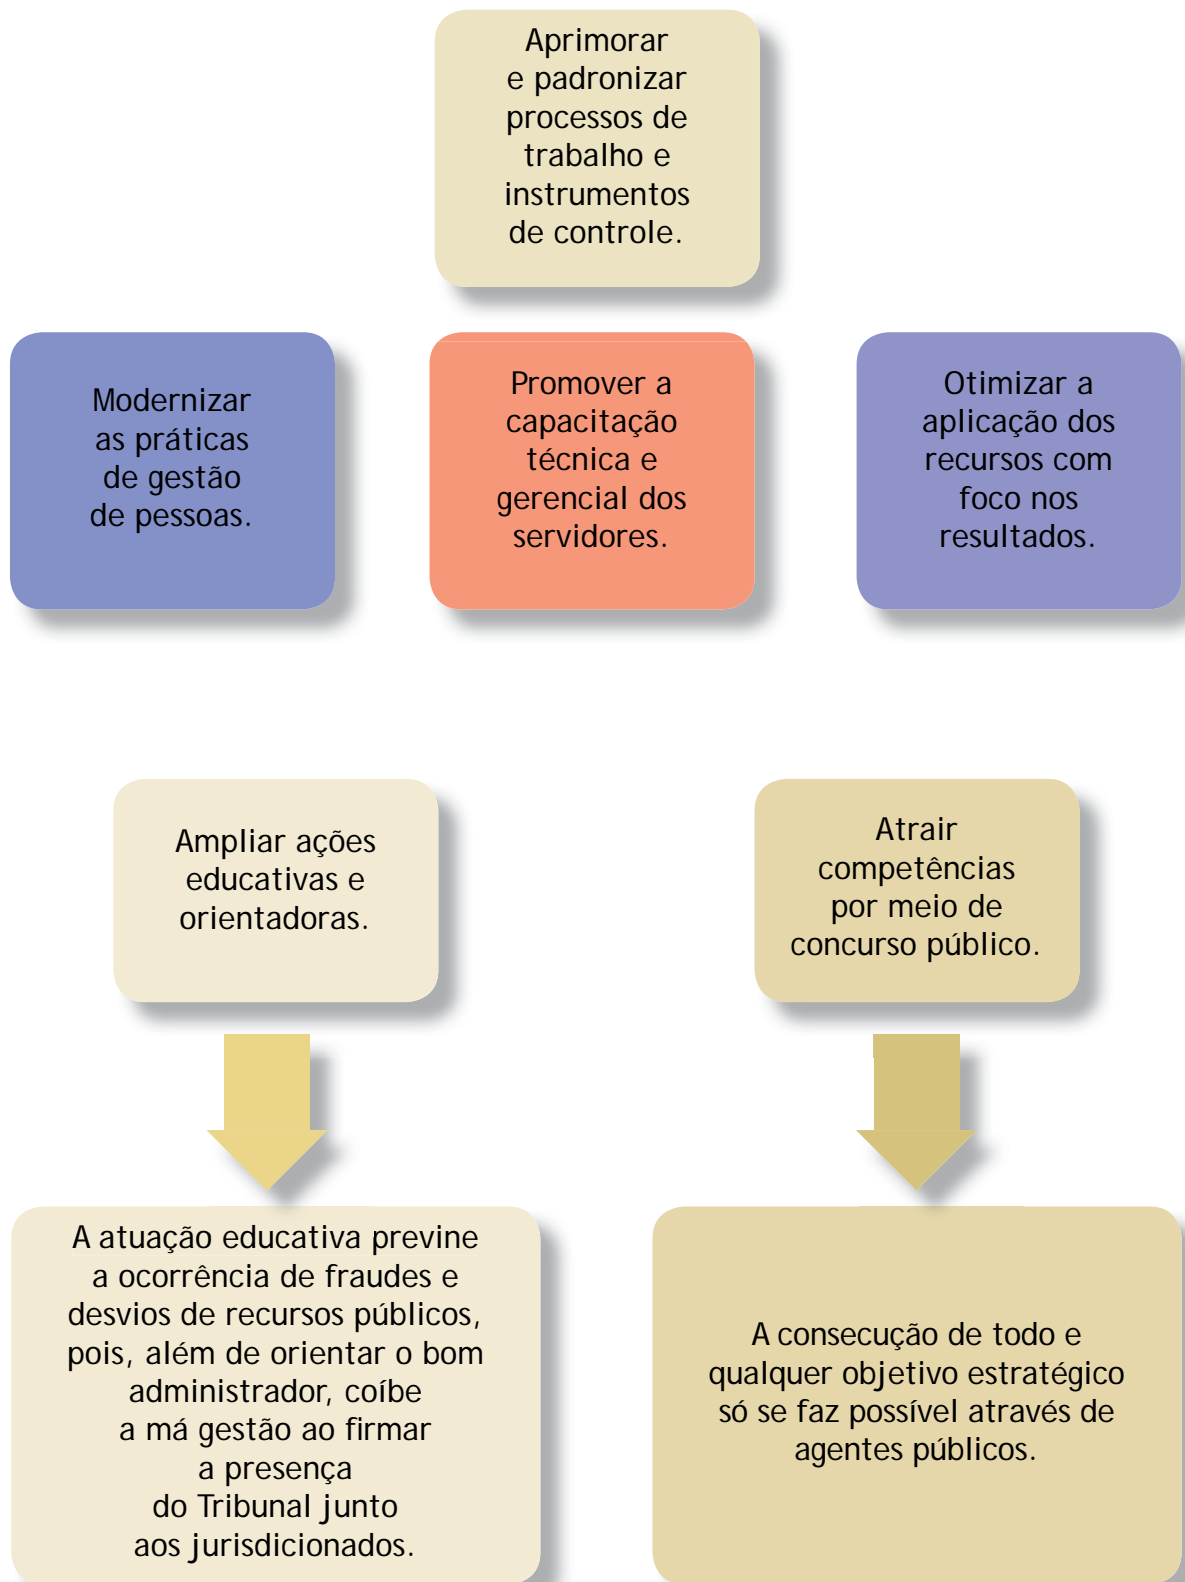 Aprimorar
e padronizar
processos de
trabalho e
instrumentos
de controle.
Modernizar
as práticas
de gestão
de pessoas.
Promover a
capacitação
técnica e
gerencial dos
servidores.
Otimizar a
aplicação dos
recursos com
foco nos
resultados.
Ampliar ações
educativas e
orientadoras.
Atrair
competências
por meio de
concurso público.
A atuação educativa previne
a ocorrência de fraudes e
desvios de recursos públicos,
pois, além de orientar o bom
administrador, coíbe
a má gestão ao firmar
a presença
do Tribunal junto
aos jurisdicionados.
A consecução de todo e
qualquer objetivo estratégico
só se faz possível através de
agentes públicos.